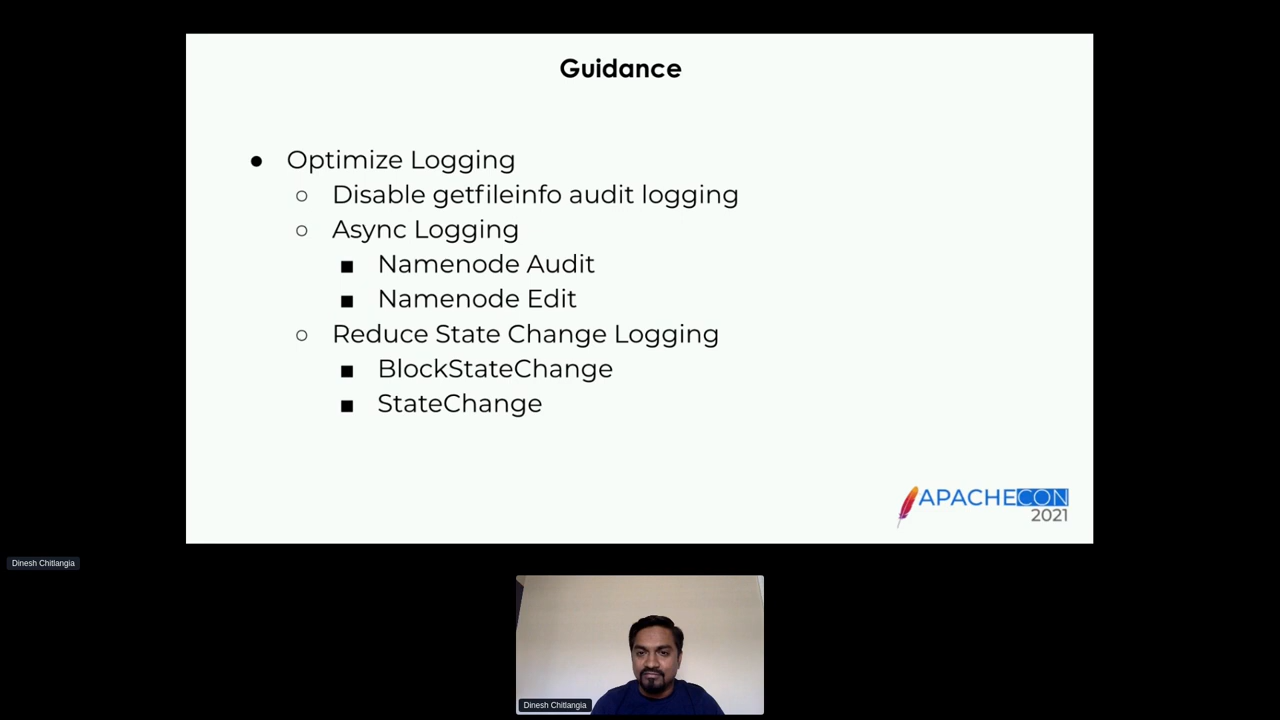 Guidance
● Optimize Logging
○ Disable getfileinfo audit logging
○ Async Logging
■ Namenode Audit
■ Namenode Edit
○ Reduce State Change Logging
■ BlockStateChange
■ StateChange
APACHECON
2021
Dinesh Chitlangia
Dinesh Chitlangia